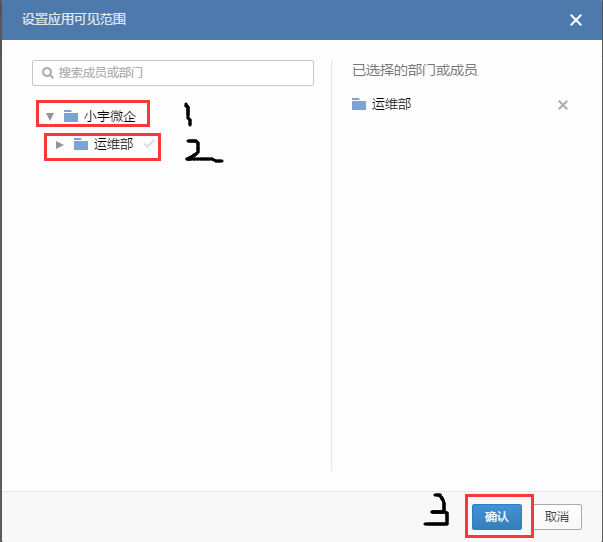 设置应用可见范围
搜索成员或部门
小宇微企
1
运维部
2
已选择的部门或成员
运维部
3
确认
取消